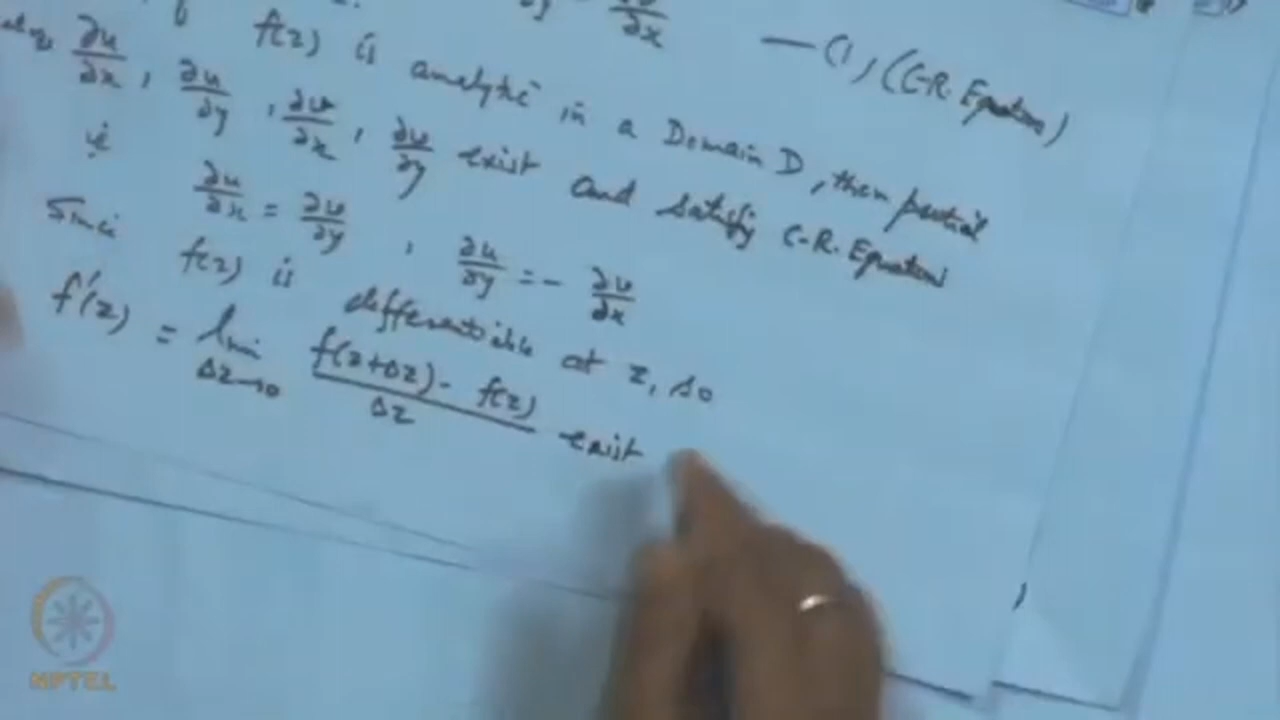 ∂y ∂x — (1) (C-R. Equation)
f(z) is analytic in a Domain D, then partial
∂u/∂x, ∂u/∂y, ∂v/∂x, ∂v/∂y exist and satisfy C-R. Equation
ie ∂u/∂x = ∂v/∂y, ∂u/∂y = - ∂v/∂x
Since f(z) is differentiable at z, so
f'(z) = lim Δz→0 f(z+Δz) - f(z) / Δz exist
NPTEL